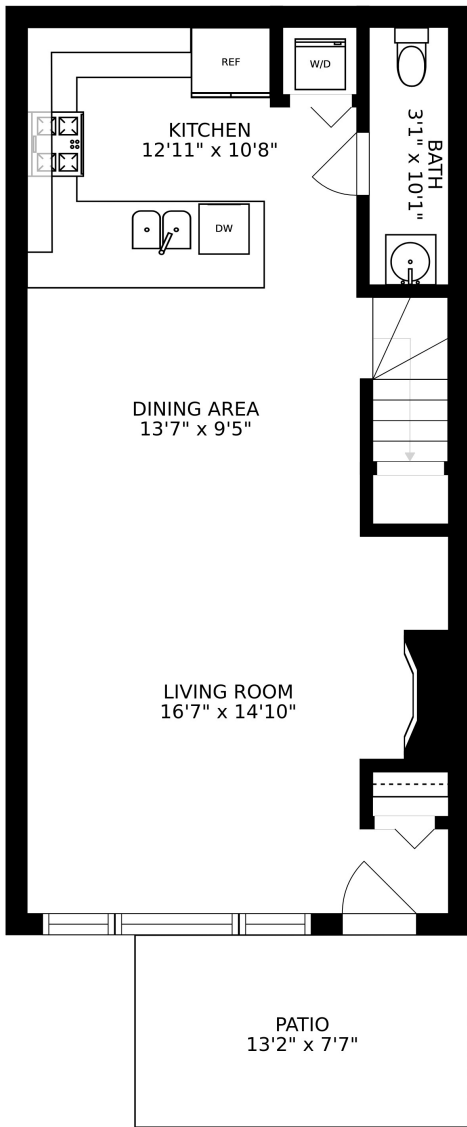 REF
W/D
KITCHEN
12'11" x 10'8"
BATH
3'1" x 10'1"
DW
DINING AREA
13'7" x 9'5"
LIVING ROOM
16'7" x 14'10"
PATIO
13'2" x 7'7"